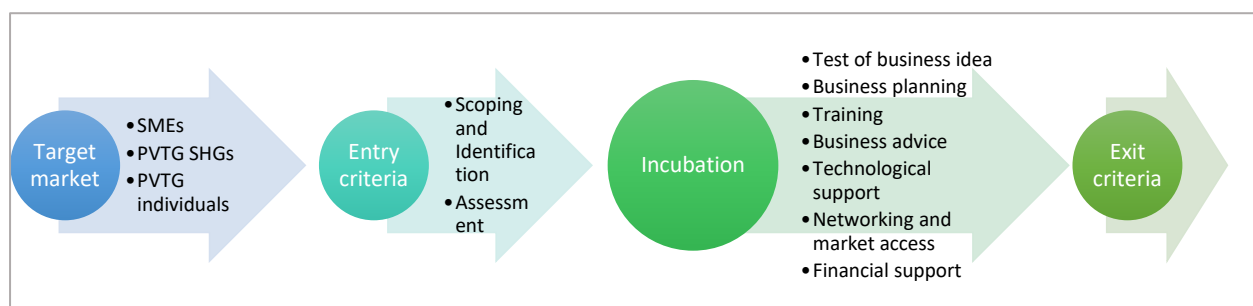 Target
market
•SMEs
•PVTG SHGs
•PVTG
individuals
Entry
criteria
•Scoping
and
Identifica
tion
•Assessm
ent
Incubation
•Test of business idea
•Business planning
•Training
•Business advice
•Technological
support
•Networking and
market access
•Financial support
Exit
criteria